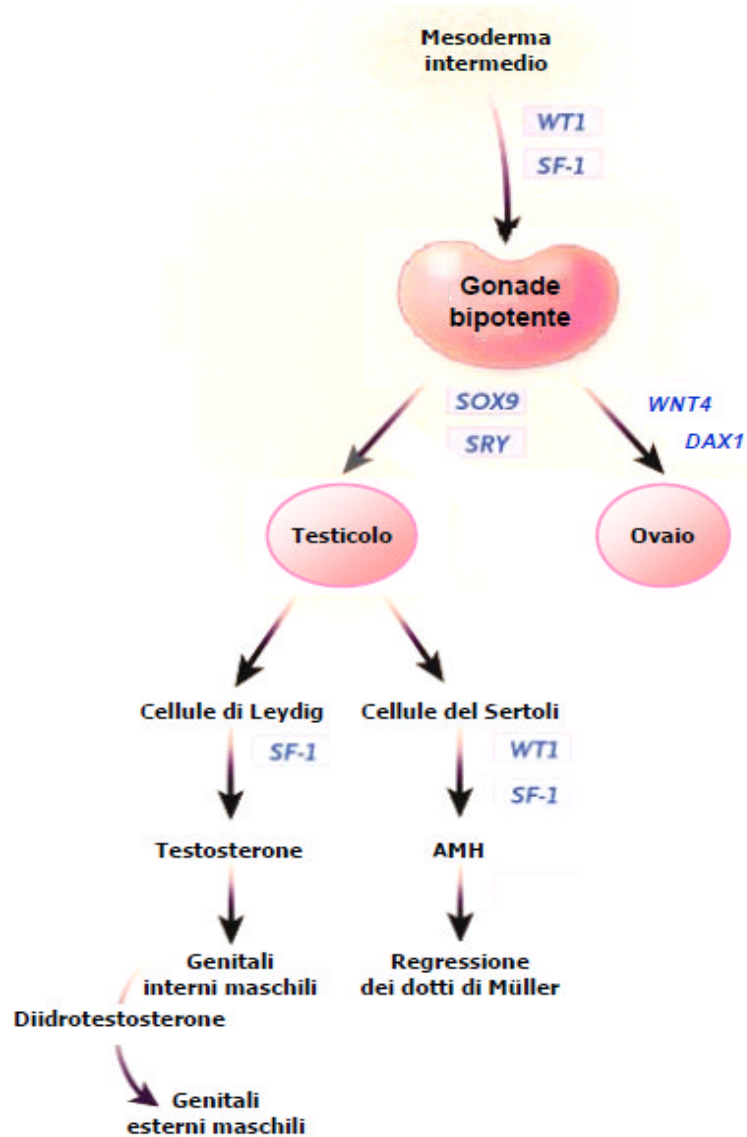 Mesoderma
intermedio
WT1
SF-1
Gonade
bipotente
SOX9
WNT4
SRY
DAX1
Testicolo
Ovaio
Cellule di Leydig
Cellule del Sertoli
SF-1
WT1
SF-1
Testosterone
AMH
Genitali
interni maschili
Regressione
dei dotti di Müller
Diidrotestosterone
Genitali
esterni maschili